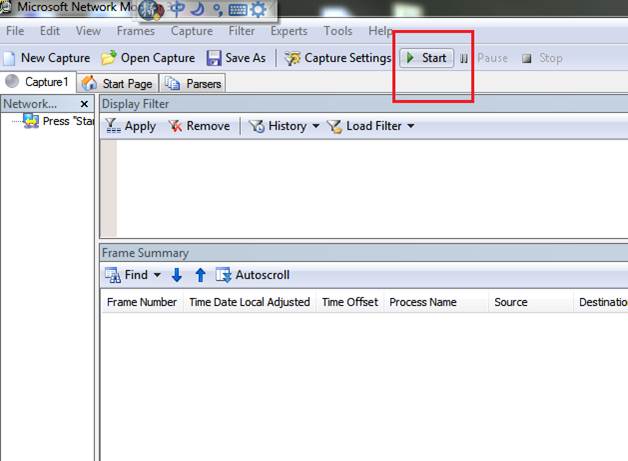 Microsoft Network Mon
中
File Edit View Frames Capture Filter Experts Tools Help
New Capture Open Capture Save As Capture Settings Start Pause Stop
Capture1 Start Page Parsers
Network... Display Filter
Press "Star Apply Remove History Load Filter
Frame Summary
Find Autoscroll
Frame Number Time Date Local Adjusted Time Offset Process Name Source Destinatio